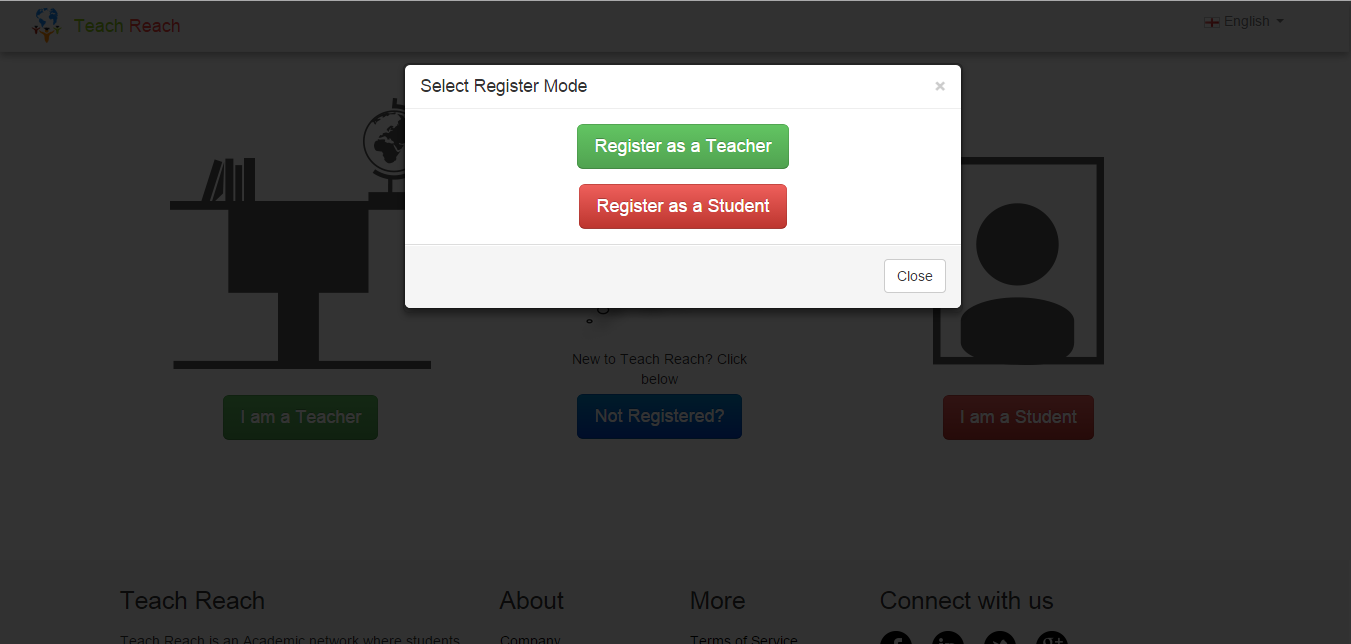 Teach Reach
English
Select Register Mode
×
Register as a Teacher
Register as a Student
Close
New to Teach Reach? Click
below
I am a Teacher
Not Registered?
I am a Student
Teach Reach
About
More
Connect with us
Teach Reach is an Academic network where students
Company
Terms of Service